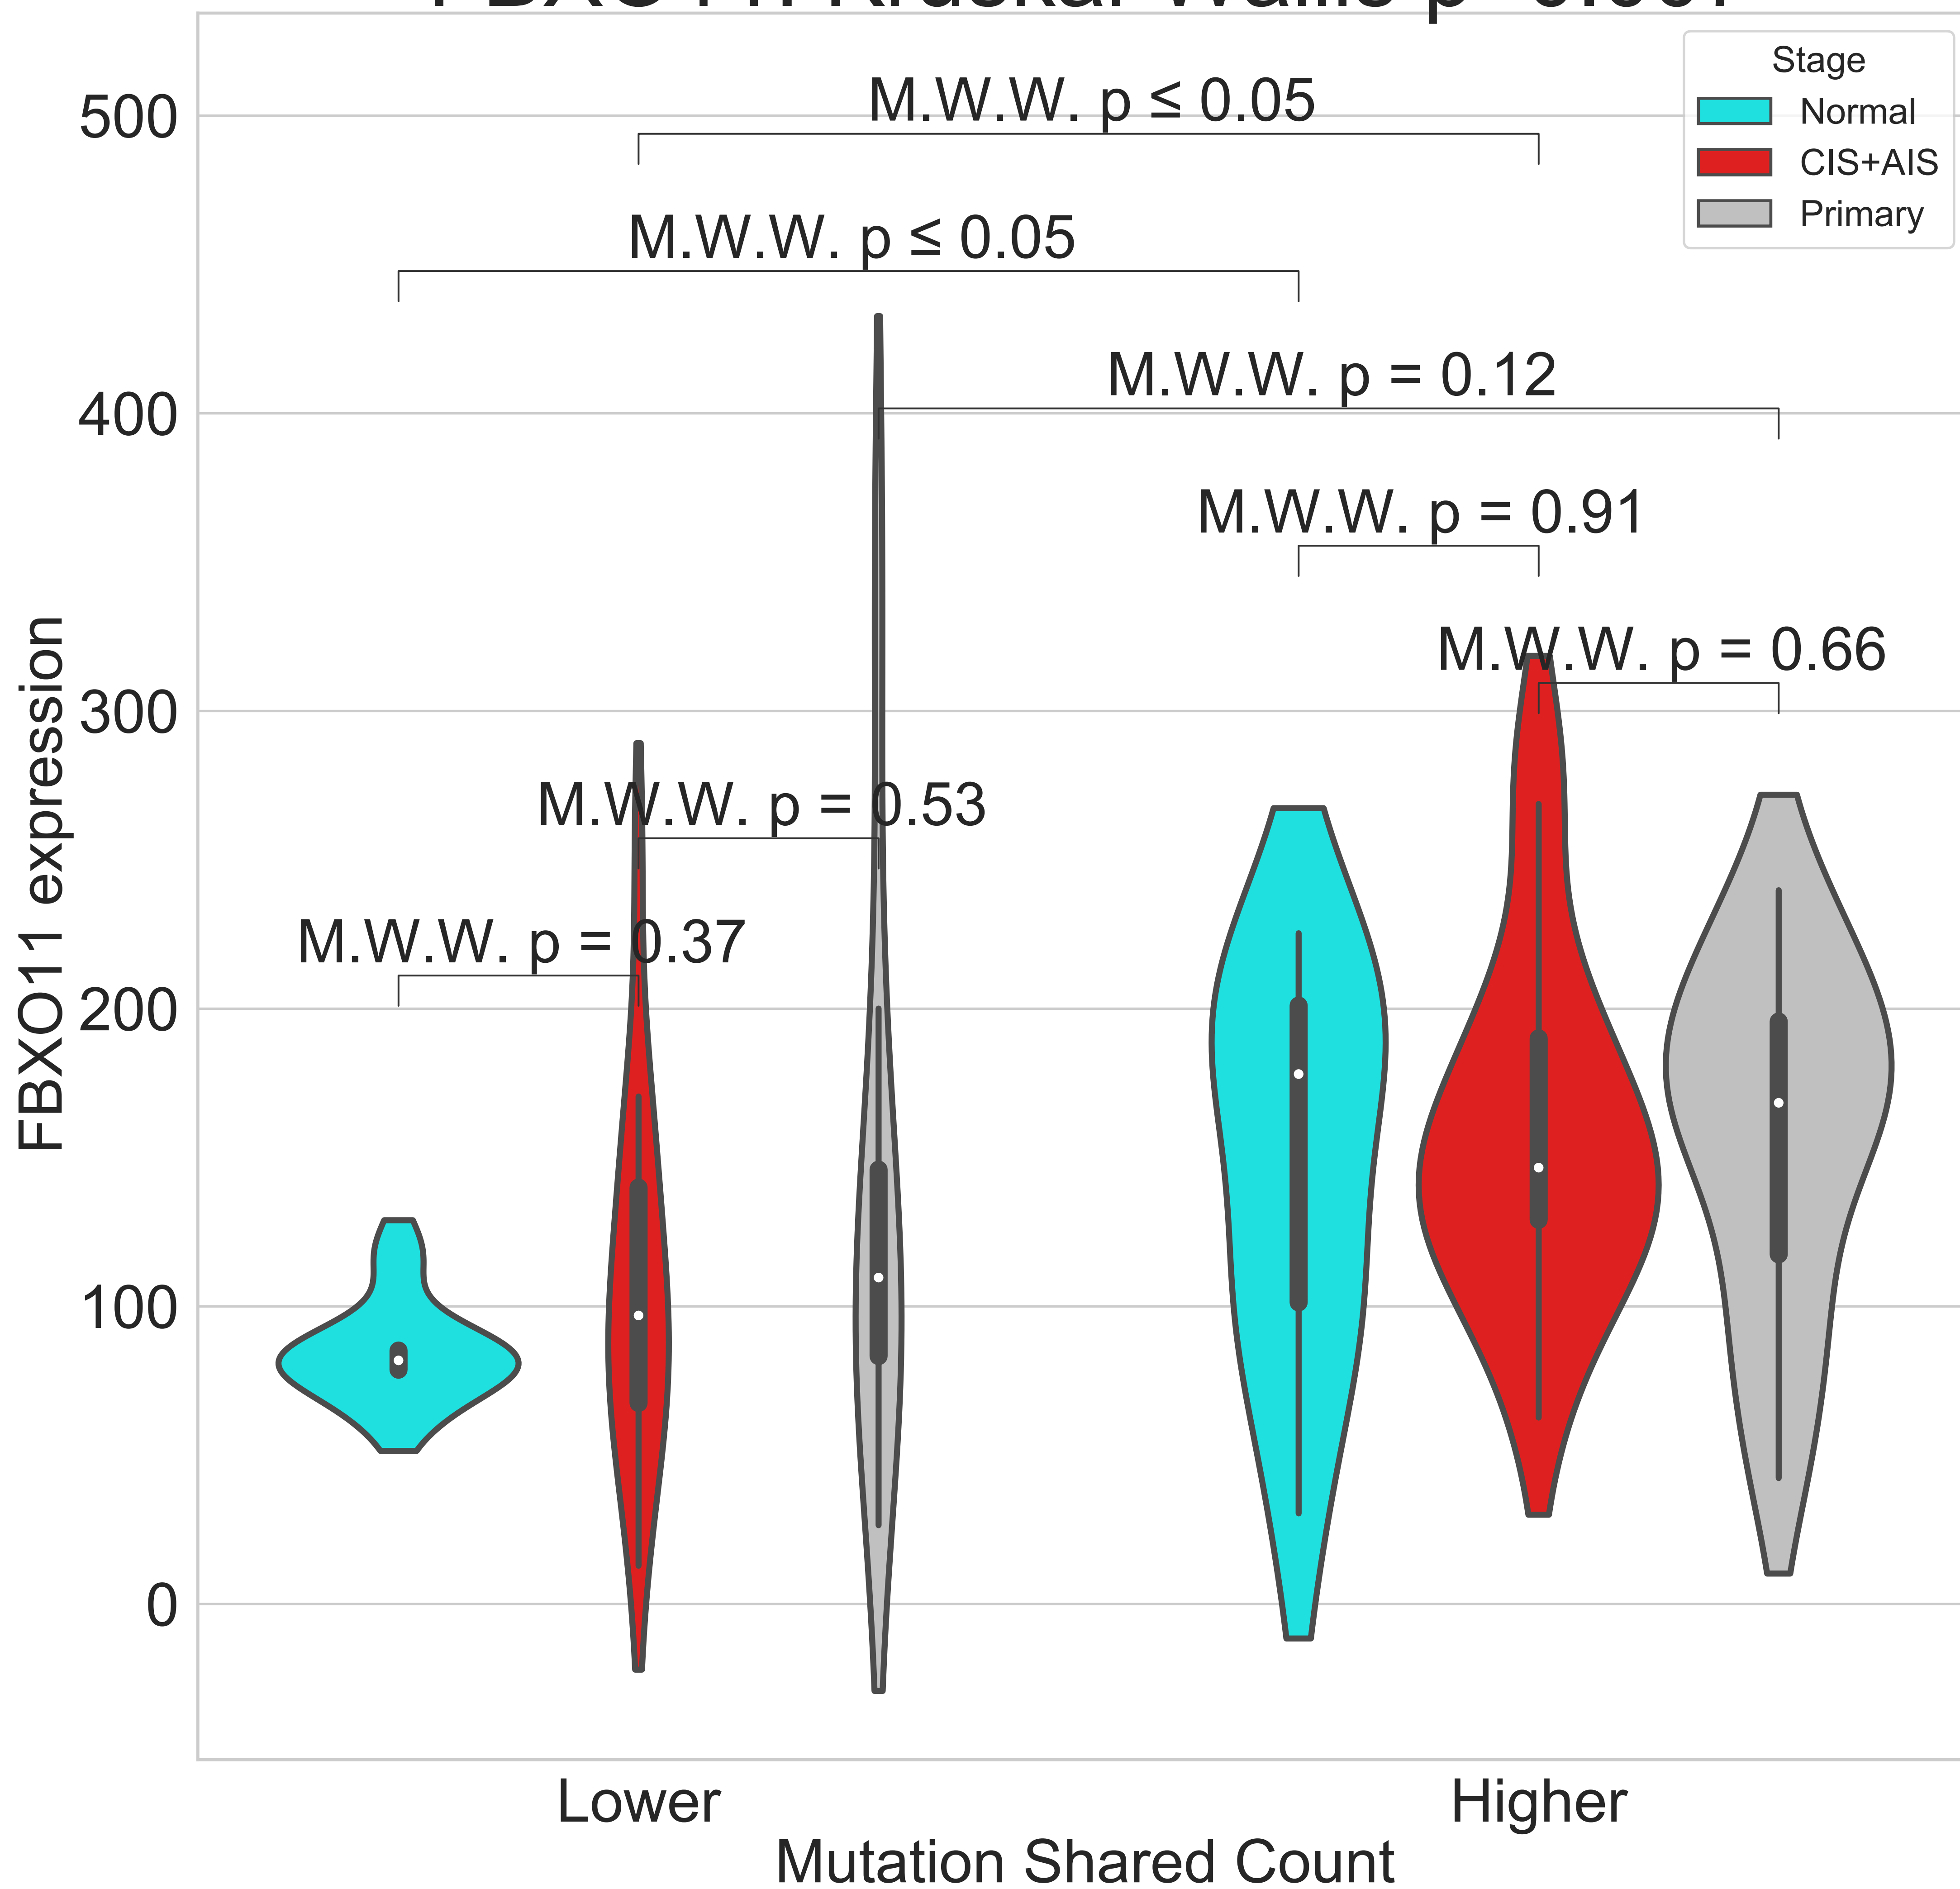 Stage
Normal
CIS+AIS
Primary
M.W.W. p ≤ 0.05
M.W.W. p ≤ 0.05
M.W.W. p = 0.12
M.W.W. p = 0.91
M.W.W. p = 0.66
M.W.W. p = 0.53
M.W.W. p = 0.37
500
400
300
200
100
0
FBXO11 expression
Lower
Higher
Mutation Shared Count